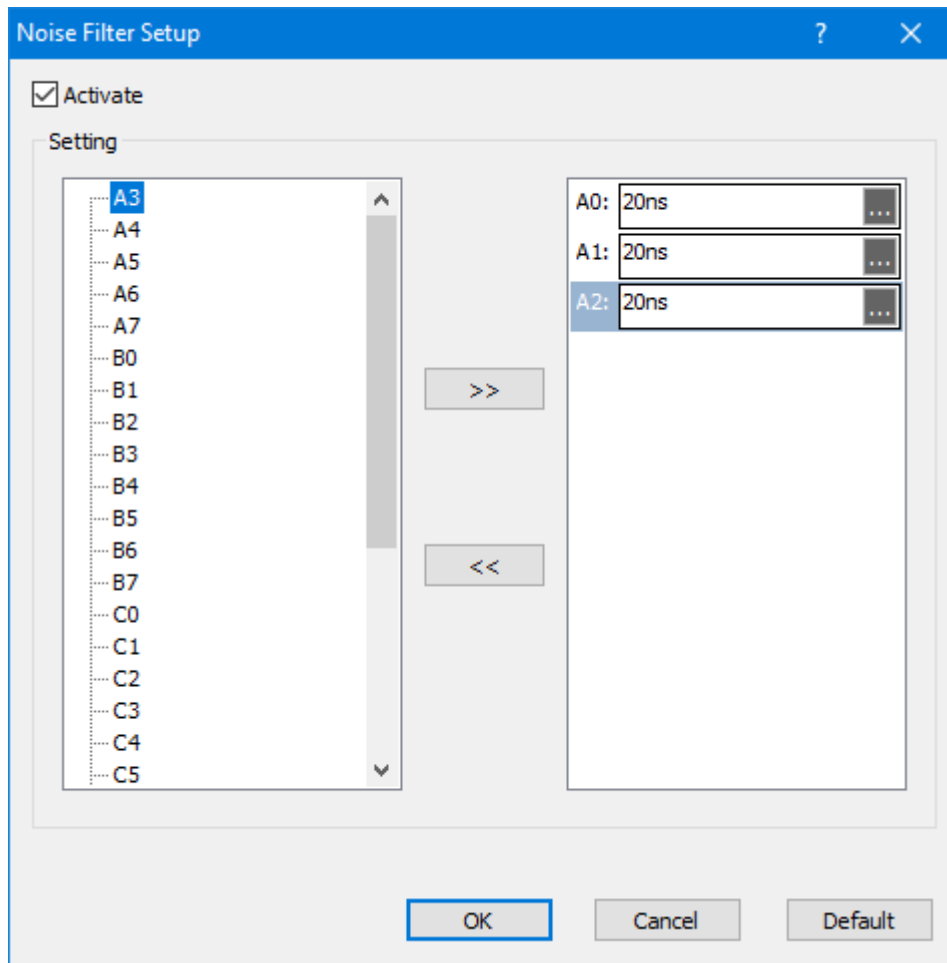 Noise Filter Setup
Activate
Setting
A3
A4
A5
A6
A7
B0
B1
B2
B3
B4
B5
B6
B7
C0
C1
C2
C3
C4
C5
>>
<<
A0: 20ns ...
A1: 20ns ...
A2: 20ns ...
OK Cancel Default